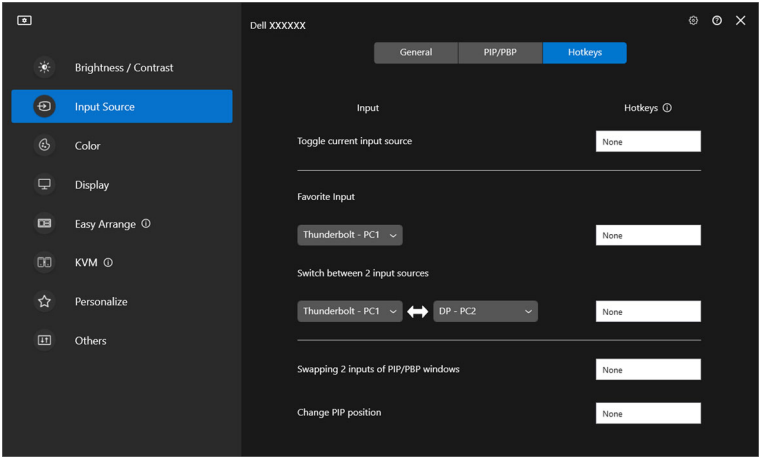 Dell XXXXXX
General PIP/PBP Hotkeys
Brightness / Contrast
Input Source
Color
Display
Easy Arrange
KVM
Personalize
Others
Input Hotkeys
Toggle current input source None
Favorite Input
Thunderbolt - PC1 None
Switch between 2 input sources
Thunderbolt - PC1 DP - PC2 None
Swapping 2 inputs of PIP/PBP windows None
Change PIP position None